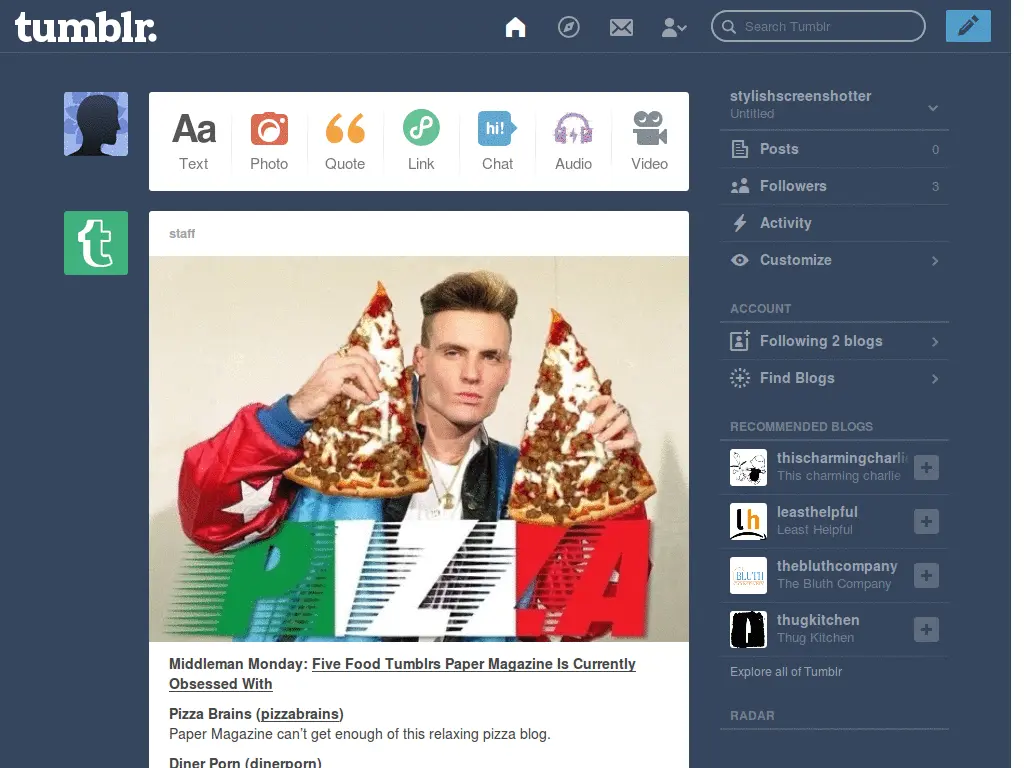 tumblr.
Search Tumblr
Aa
Text
Photo
Quote
Link
hi!
Chat
Audio
Video
t
staff
PIZZA
Middleman Monday: Five Food Tumblrs Paper Magazine Is Currently
Obsessed With
Pizza Brains (pizzabrains)
Paper Magazine can't get enough of this relaxing pizza blog.
Diner Porn (dinerporn)
stylishscreenshotter
Untitled
Posts 0
Followers 3
Activity
Customize
ACCOUNT
Following 2 blogs
Find Blogs
RECOMMENDED BLOGS
thischarmingcharli
This charming charlie
lh
leasthelpful
Least Helpful
BLUTH
thebluthcompany
The Bluth Company
thugkitchen
Thug Kitchen
Explore all of Tumblr
RADAR